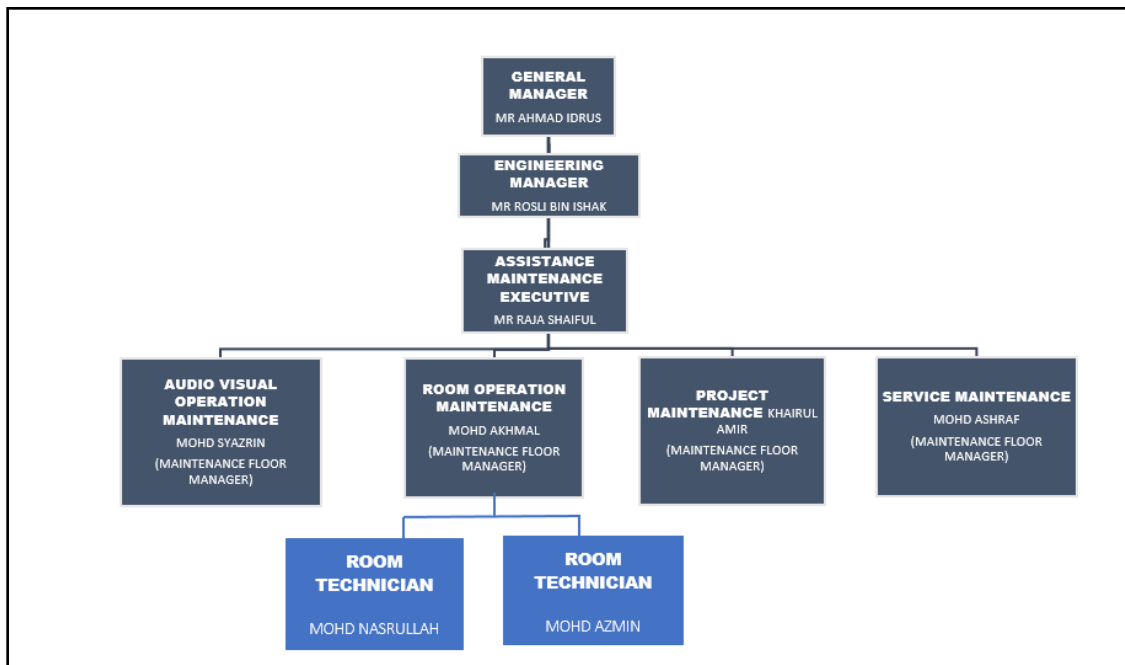 GENERAL
MANAGER
MR AHMAD IDRUS
ENGINEERING
MANAGER
MR ROSLI BIN ISHAK
ASSISTANCE
MAINTENANCE
EXECUTIVE
MR RAJA SHAIFUL
AUDIO VISUAL
OPERATION
MAINTENANCE
MOHD SYAZRIN
(MAINTENANCE FLOOR
MANAGER)
ROOM OPERATION
MAINTENANCE
MOHD AKHMAL
(MAINTENANCE FLOOR
MANAGER)
PROJECT
MAINTENANCE KHAIRUL
AMIR
(MAINTENANCE FLOOR
MANAGER)
SERVICE MAINTENANCE
MOHD ASHRAF
(MAINTENANCE FLOOR
MANAGER)
ROOM
TECHNICIAN
MOHD NASRULLAH
ROOM
TECHNICIAN
MOHD AZMIN